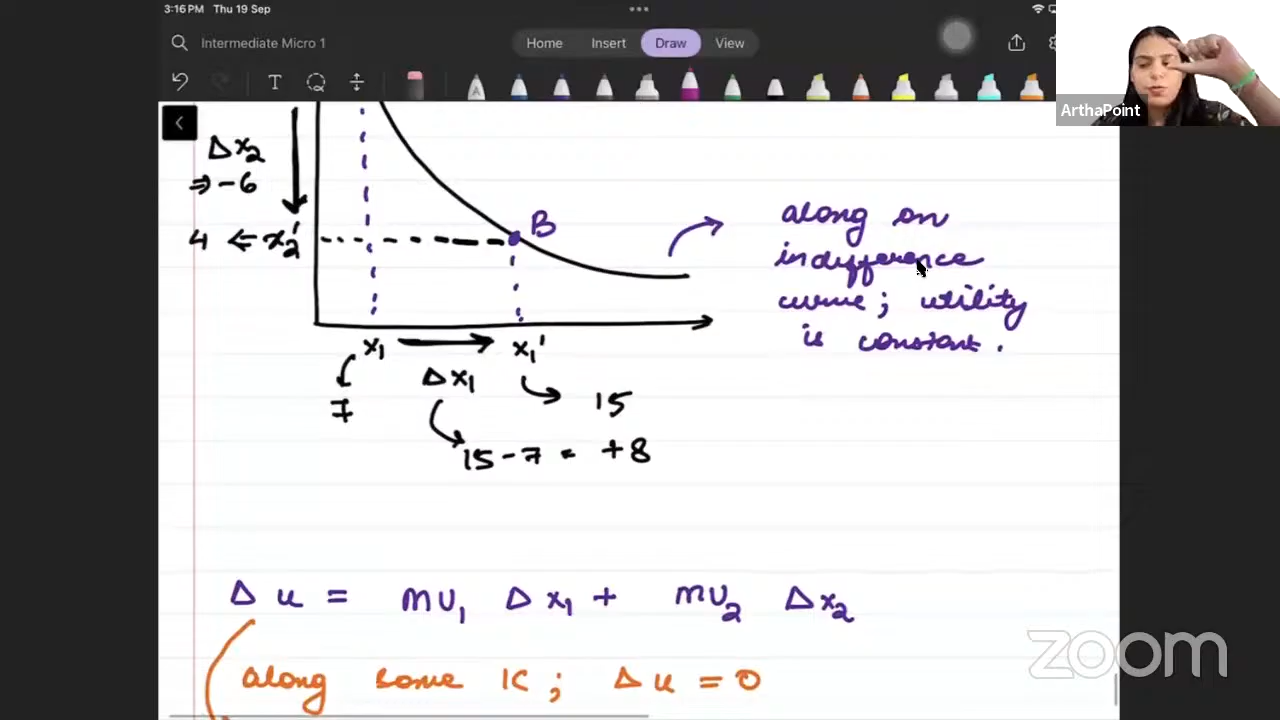 3:16 PM Thu 19 Sep
Intermediate Micro 1
Home Insert Draw View
ArthaPoint
Δx₂
⇒ -6
4 ⇐ x₂'
B
along an
indifference
curve; utility
is constant.
x₁ x₁'
Δx₁
7
15
15 - 7 = +8
Δu = MU₁ Δx₁ + MU₂ Δx₂
zoom
along same IC; Δu = 0